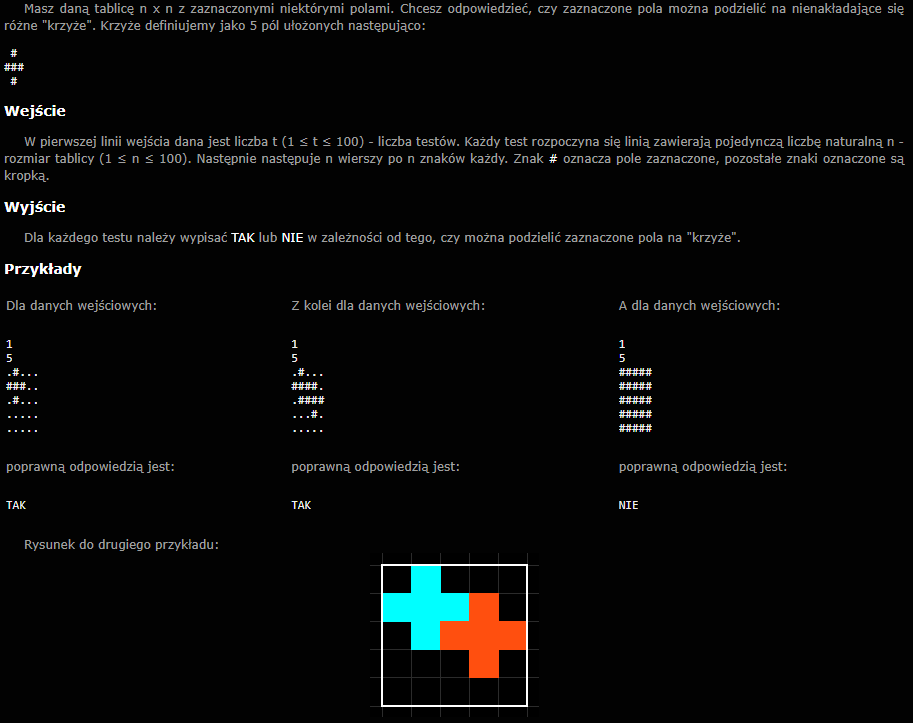 Masz daną tablicę n x n z zaznaczonymi niektórymi polami. Chcesz odpowiedzieć, czy zaznaczone pola można podzielić na nienakładające się
różne "krzyże". Krzyże definiujemy jako 5 pól ułożonych następująco:
 #
###
 #
Wejście
W pierwszej linii wejścia dana jest liczba t (1 ≤ t ≤ 100) - liczba testów. Każdy test rozpoczyna się linią zawierają pojedynczą liczbę naturalną n -
rozmiar tablicy (1 ≤ n ≤ 100). Następnie następuje n wierszy po n znaków każdy. Znak # oznacza pole zaznaczone, pozostałe znaki oznaczone są
kropką.
Wyjście
Dla każdego testu należy wypisać TAK lub NIE w zależności od tego, czy można podzielić zaznaczone pola na "krzyże".
Przykłady
Dla danych wejściowych:
1
5
.#...
###..
.#...
.....
.....
poprawną odpowiedzią jest:
TAK
Z kolei dla danych wejściowych:
1
5
.#...
####.
.####
...#.
.....
poprawną odpowiedzią jest:
TAK
A dla danych wejściowych:
1
5
#####
#####
#####
#####
#####
poprawną odpowiedzią jest:
NIE
Rysunek do drugiego przykładu: